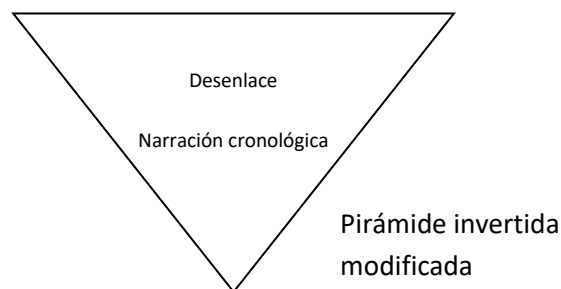 Desenlace
Narración cronológica
Pirámide invertida
modificada